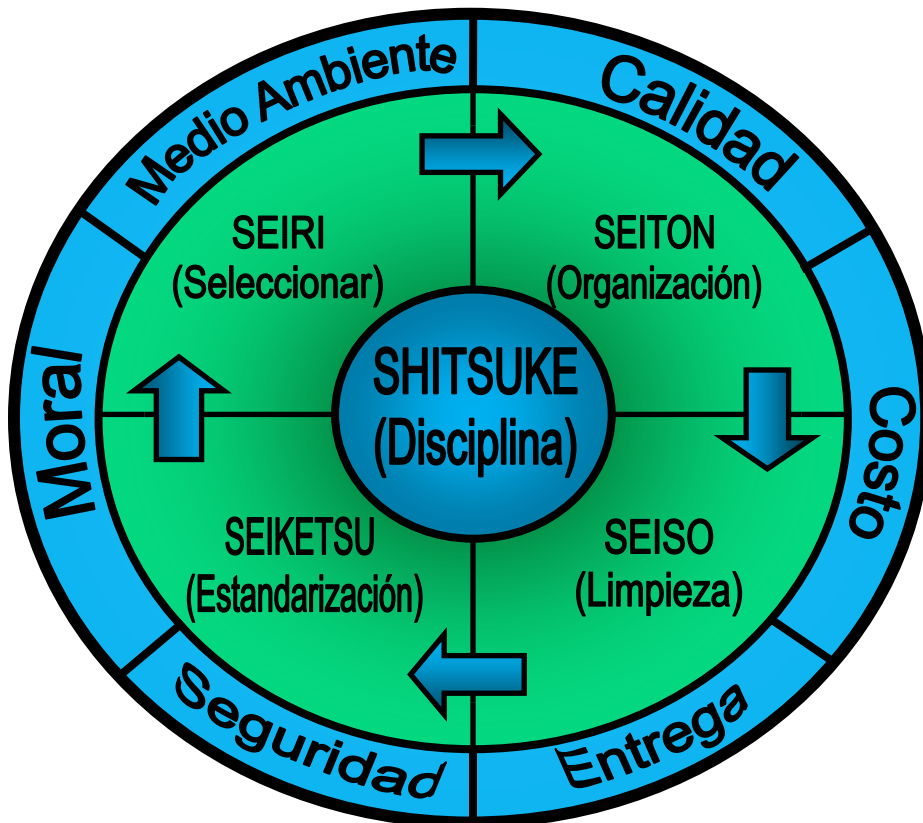 Medio Ambiente
Calidad
Costo
Entrega
Seguridad
Moral
SEIRI
(Seleccionar)
SEITON
(Organización)
SHITSUKE
(Disciplina)
SEIKETSU
(Estandarización)
SEISO
(Limpieza)